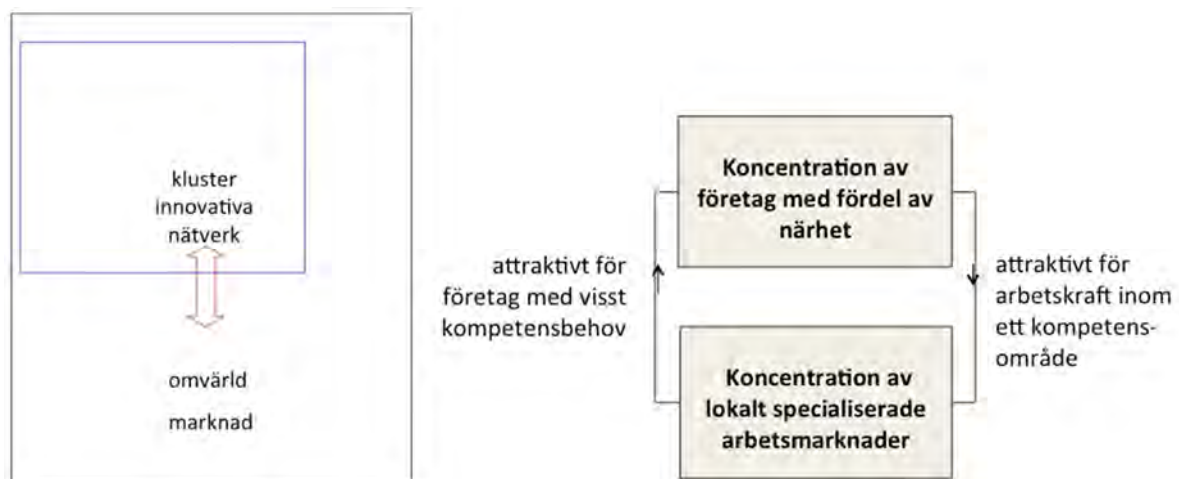 kluster
innovativa
nätverk
omvärld
marknad
Koncentration av
företag med fördel av
närhet
attraktivt för
företag med visst
kompetensbehov
attraktivt för
arbetskraft inom
ett kompetens-
område
Koncentration av
lokalt specialiserade
arbetsmarknader